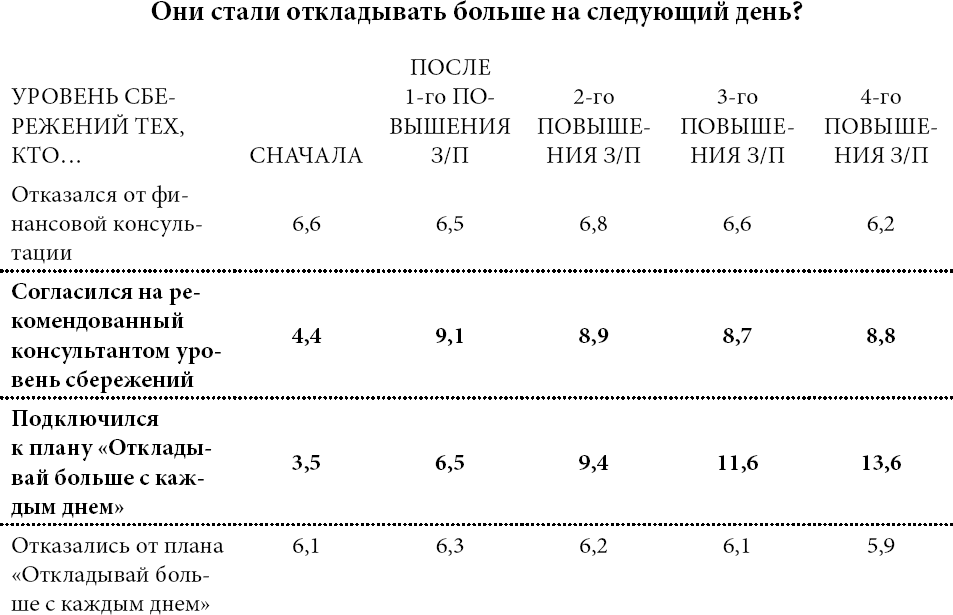 Они стали откладывать больше на следующий день?
УРОВЕНЬ СБЕ-
РЕЖЕНИЙ ТЕХ,
КТО…
СНАЧАЛА
ПОСЛЕ
1-го ПО-
ВЫШЕНИЯ
З/П
2-го
ПОВЫШЕ-
НИЯ З/П
3-го
ПОВЫШЕ-
НИЯ З/П
4-го
ПОВЫШЕ-
НИЯ З/П
Отказался от фи-
нансовой консуль-
тации
6,6 6,5 6,8 6,6 6,2
Согласился на ре-
комендованный
консультантом уро-
вень сбережений
4,4 9,1 8,9 8,7 8,8
Подключился
к плану «Отклады-
вай больше с каж-
дым днем»
3,5 6,5 9,4 11,6 13,6
Отказались от плана
«Откладывай боль-
ше с каждым днем»
6,1 6,3 6,2 6,1 5,9